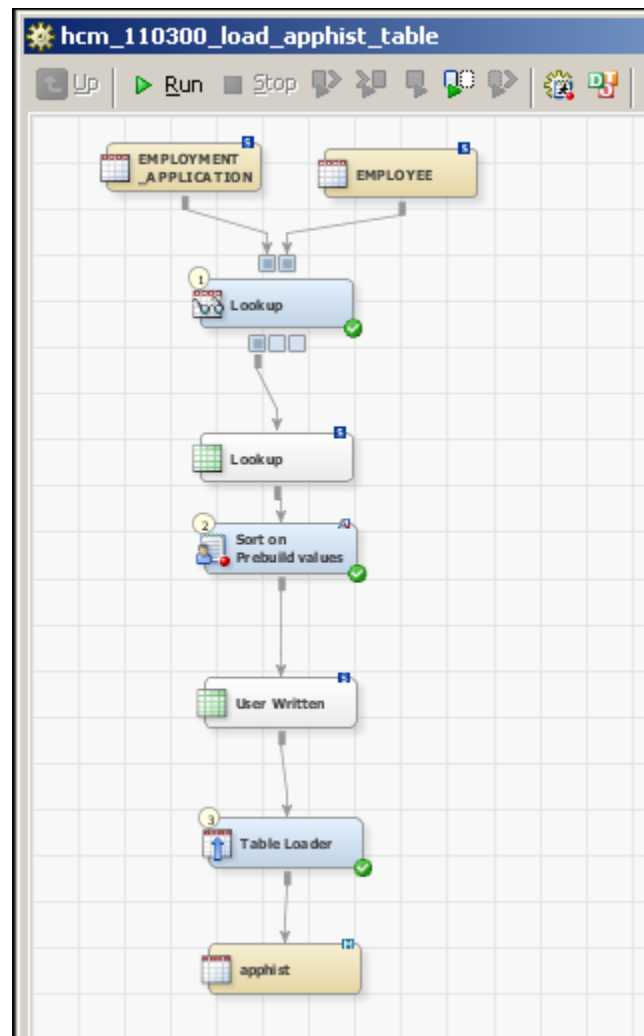 hcm_110300_load_apphist_table
Up Run Stop
EMPLOYMENT
_APPLICATION
EMPLOYEE
1
Lookup
Lookup
2
Sort on
Prebuild values
User Written
3
Table Loader
apphist